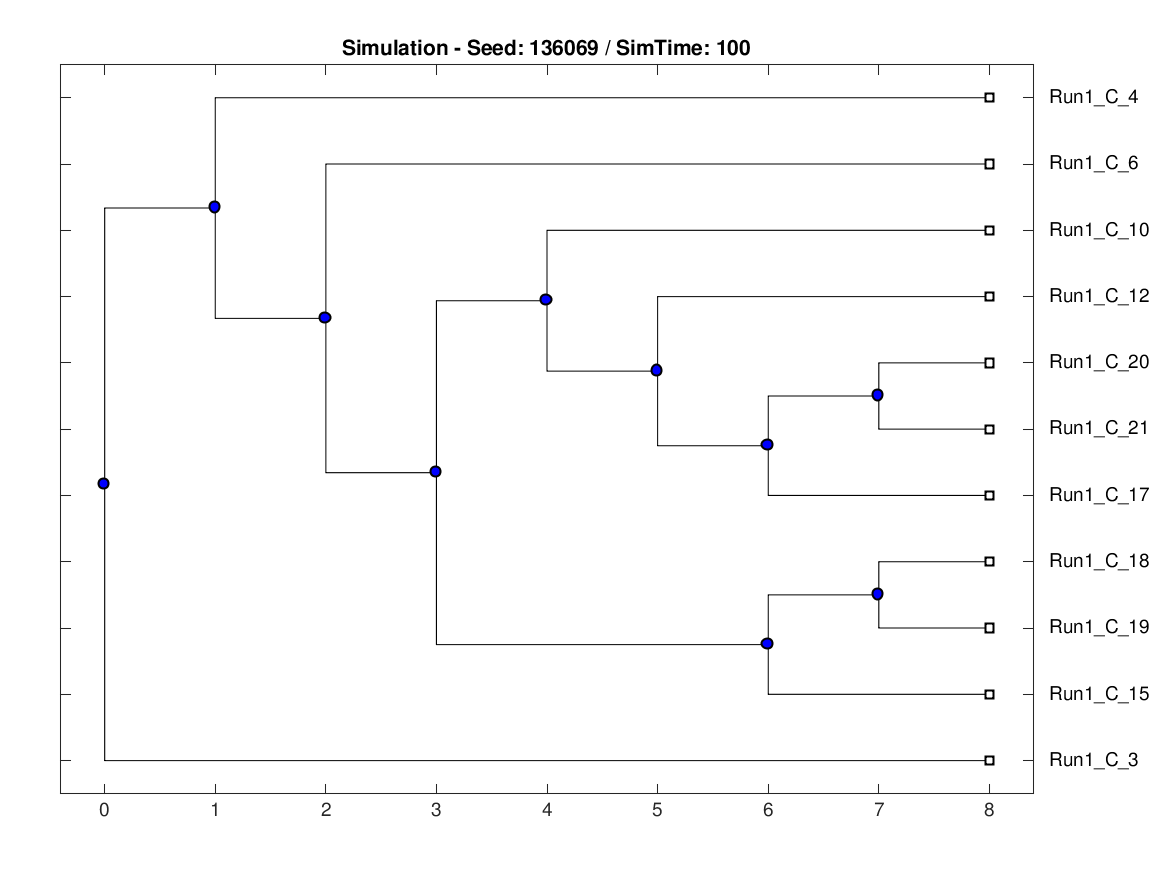 Simulation - Seed: 136069 / SimTime: 100
Run1_C_4
Run1_C_6
Run1_C_10
Run1_C_12
Run1_C_20
Run1_C_21
Run1_C_17
Run1_C_18
Run1_C_19
Run1_C_15
Run1_C_3
0 1 2 3 4 5 6 7 8